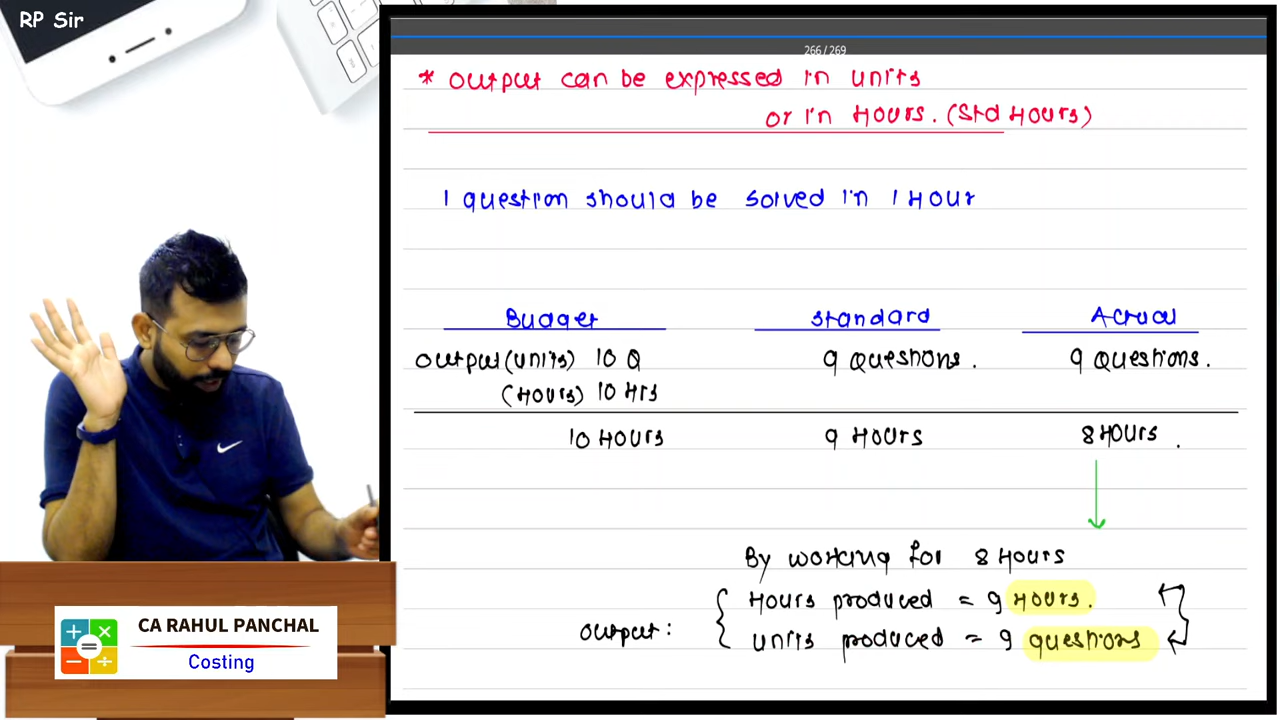 RP Sir
266 / 269
* Output can be expressed in units
or in Hours. (Std Hours)
1 question should be solved in 1 Hour
Budget Standard Actual
Output (units) 10 Q 9 Questions. 9 Questions.
(Hours) 10 Hrs
10 Hours 9 Hours 8 Hours.
By working for 8 Hours
Hours produced = 9 Hours.
Output:
units produced = 9 questions
CA RAHUL PANCHAL
Costing